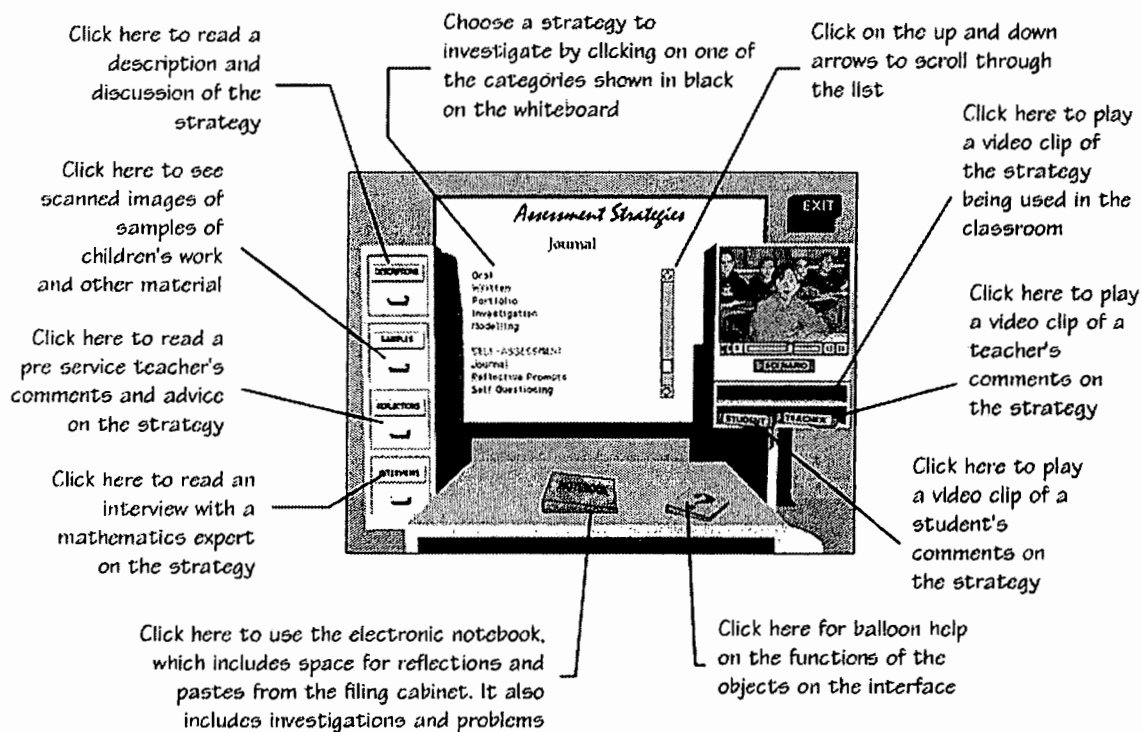 Click here to read a
description and
discussion of the
strategy
Choose a strategy to
investigate by clicking on one of
the categories shown in black
on the whiteboard
Click on the up and down
arrows to scroll through
the list
Click here to play
a video clip of
the strategy
being used in the
classroom
Click here to see
scanned images of
samples of
children's work
and other material
Click here to read a
pre service teacher's
comments and advice
on the strategy
Click here to read an
interview with a
mathematics expert
on the strategy
Assessment Strategies
Journal
Oral
Written
Portfolio
Investigation
Modelling
SELF-ASSESSMENT
Journal
Reflective Prompts
Self Questioning
DESCRIPTIONS
SAMPLES
REFLECTIONS
INTERVIEWS
EXIT
SCENARIO
STUDENT
TEACHER
NOTEBOOK
?
Click here to play
a video clip of a
teacher's
comments on
the strategy
Click here to play
a video clip of a
student's
comments on
the strategy
Click here to use the electronic notebook,
which includes space for reflections and
pastes from the filing cabinet. It also
includes investigations and problems
Click here for balloon help
on the functions of the
objects on the interface